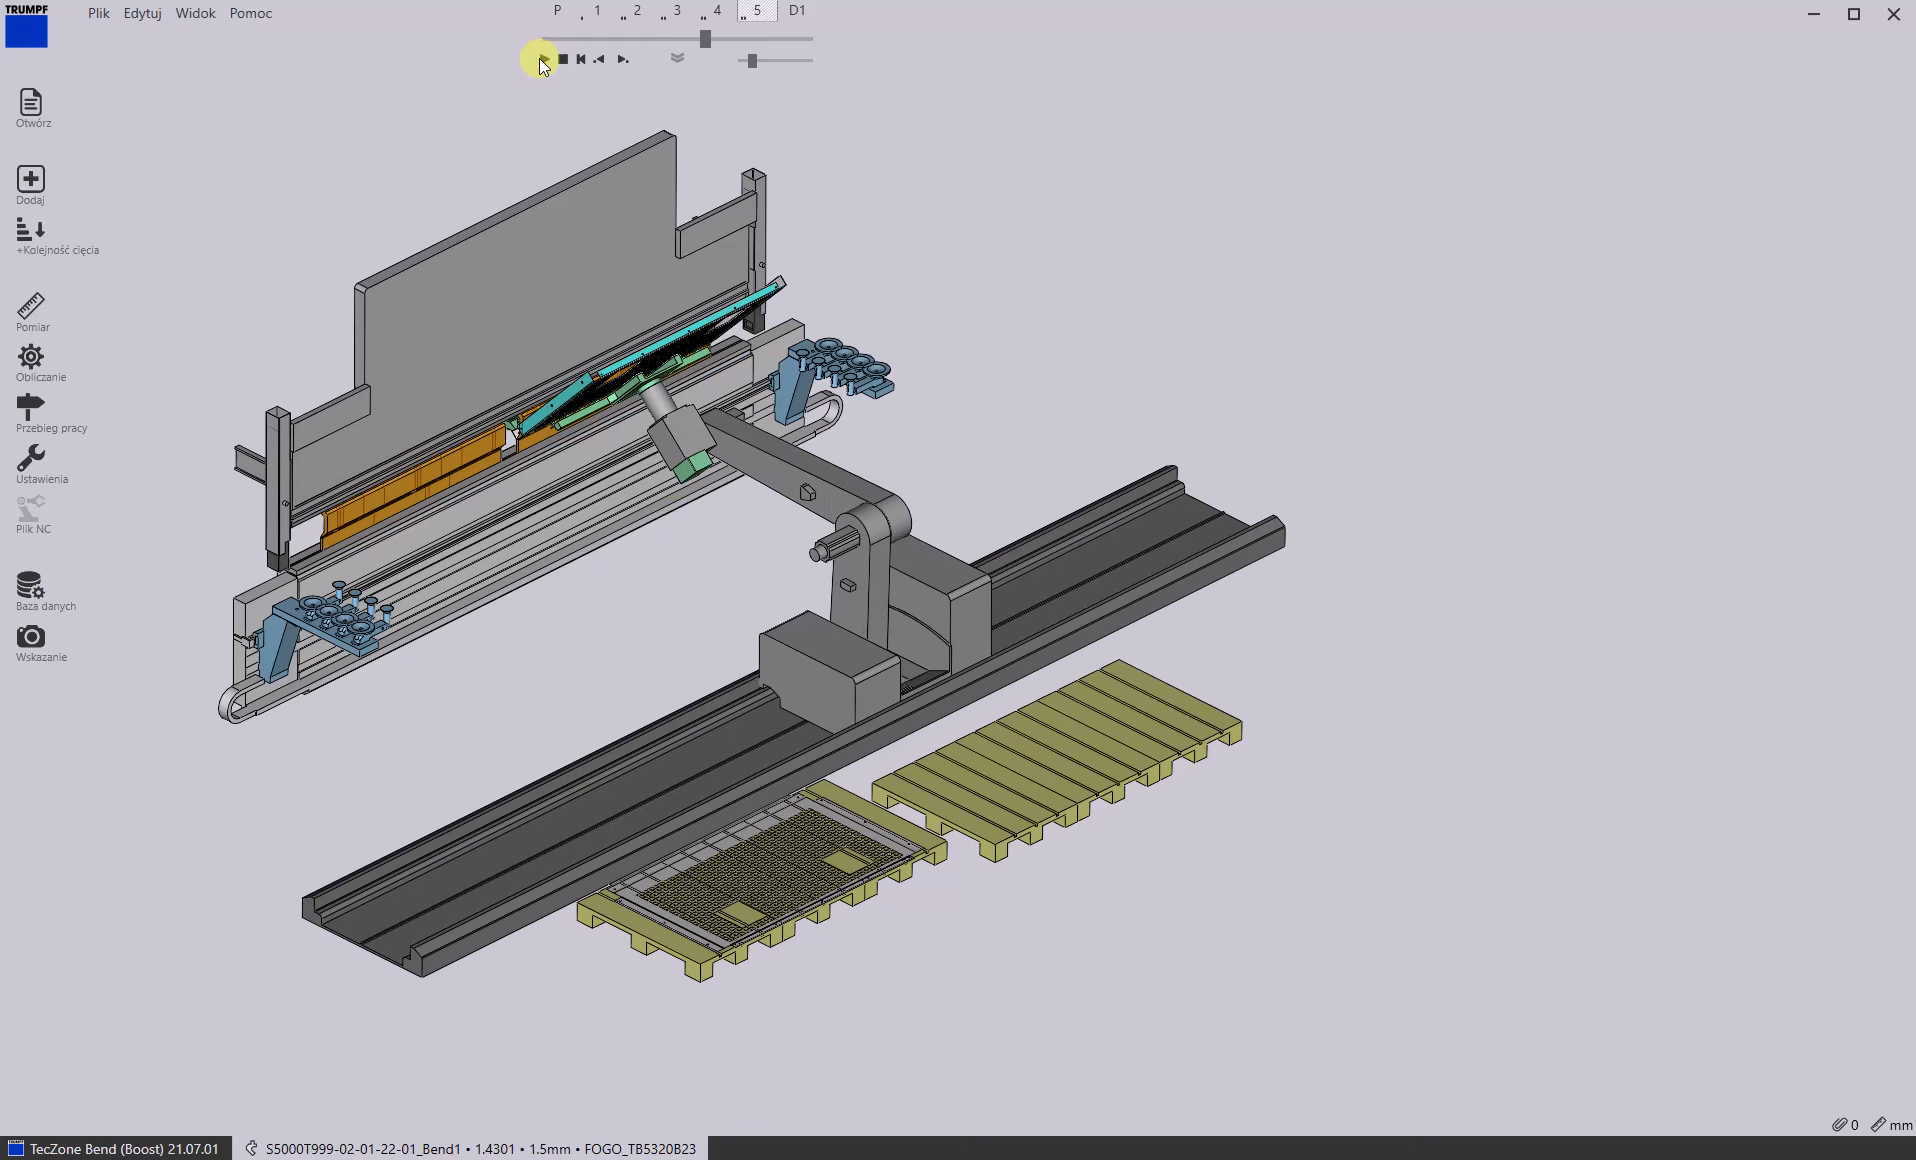 TRUMPF
Plik Edytuj Widok Pomoc
P 1 2 3 4 5 D1
Otwórz
Dodaj
+Kolejność cięcia
Pomiar
Obliczanie
Przebieg pracy
Ustawienia
Plik NC
Baza danych
Wskazanie
0 mm
TecZone Bend (Boost) 21.07.01 S5000T999-02-01-22-01_Bend1 • 1.4301 • 1.5mm • FOGO_TB5320B23